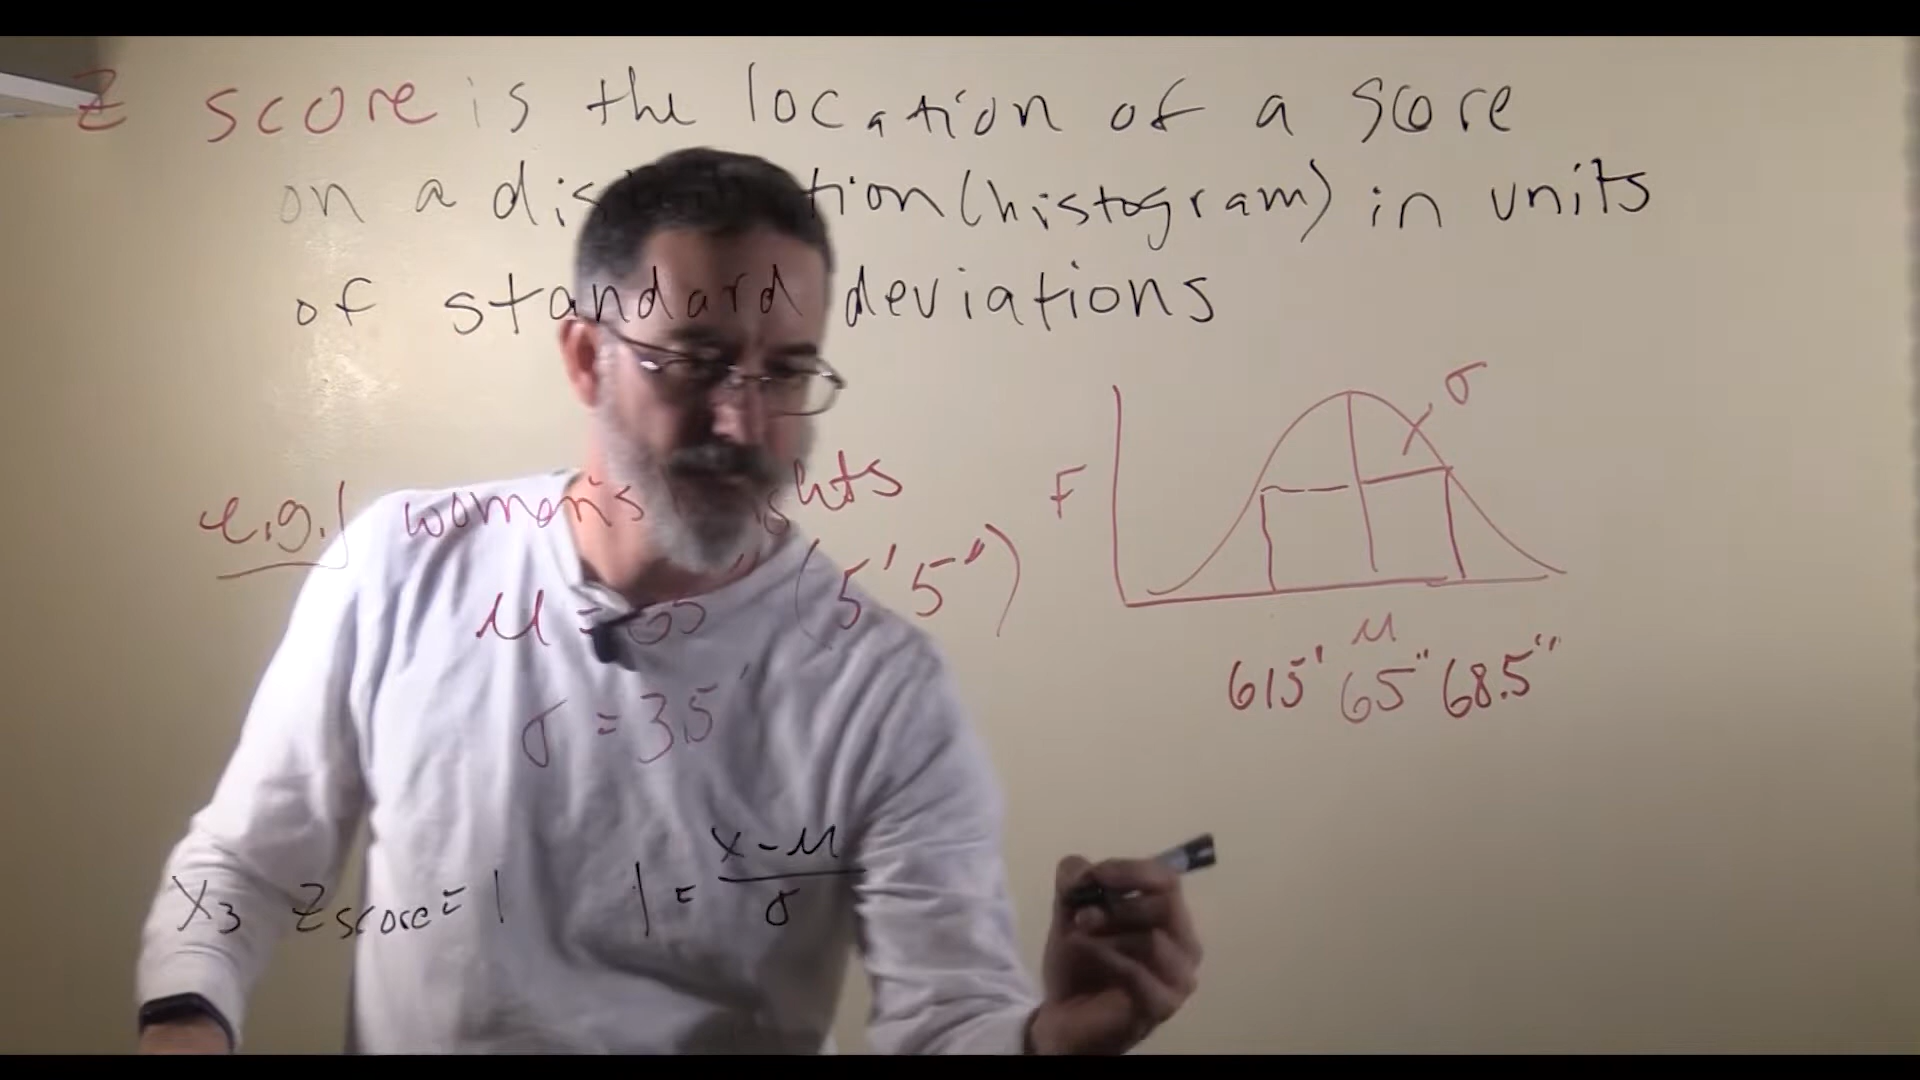 Z score is the location of a score
on a distribution (histogram) in units
of standard deviations
e.g./ woman's heights
μ = 65" (5'5")
σ = 3.5'
F
σ
μ
61.5' 65" 68.5"
X3 Zscore = 1 1 = X-μ/σ